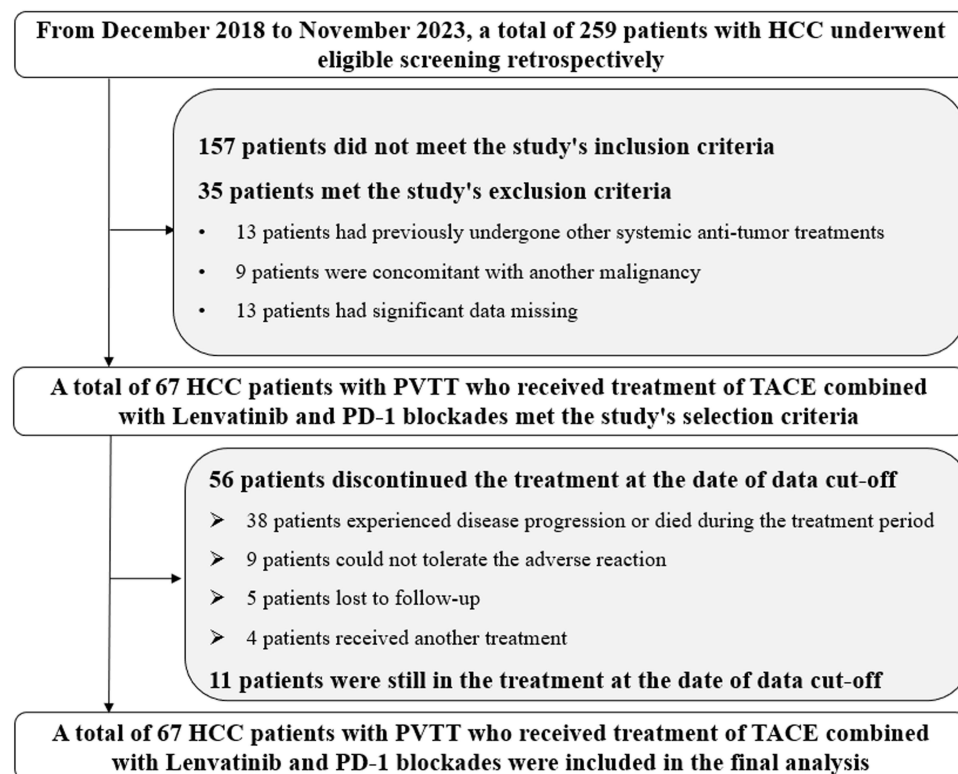 From December 2018 to November 2023, a total of 259 patients with HCC underwent
eligible screening retrospectively
157 patients did not meet the study's inclusion criteria
35 patients met the study's exclusion criteria
• 13 patients had previously undergone other systemic anti-tumor treatments
• 9 patients were concomitant with another malignancy
• 13 patients had significant data missing
A total of 67 HCC patients with PVTT who received treatment of TACE combined
with Lenvatinib and PD-1 blockades met the study's selection criteria
56 patients discontinued the treatment at the date of data cut-off
➢ 38 patients experienced disease progression or died during the treatment period
➢ 9 patients could not tolerate the adverse reaction
➢ 5 patients lost to follow-up
➢ 4 patients received another treatment
11 patients were still in the treatment at the date of data cut-off
A total of 67 HCC patients with PVTT who received treatment of TACE combined
with Lenvatinib and PD-1 blockades were included in the final analysis